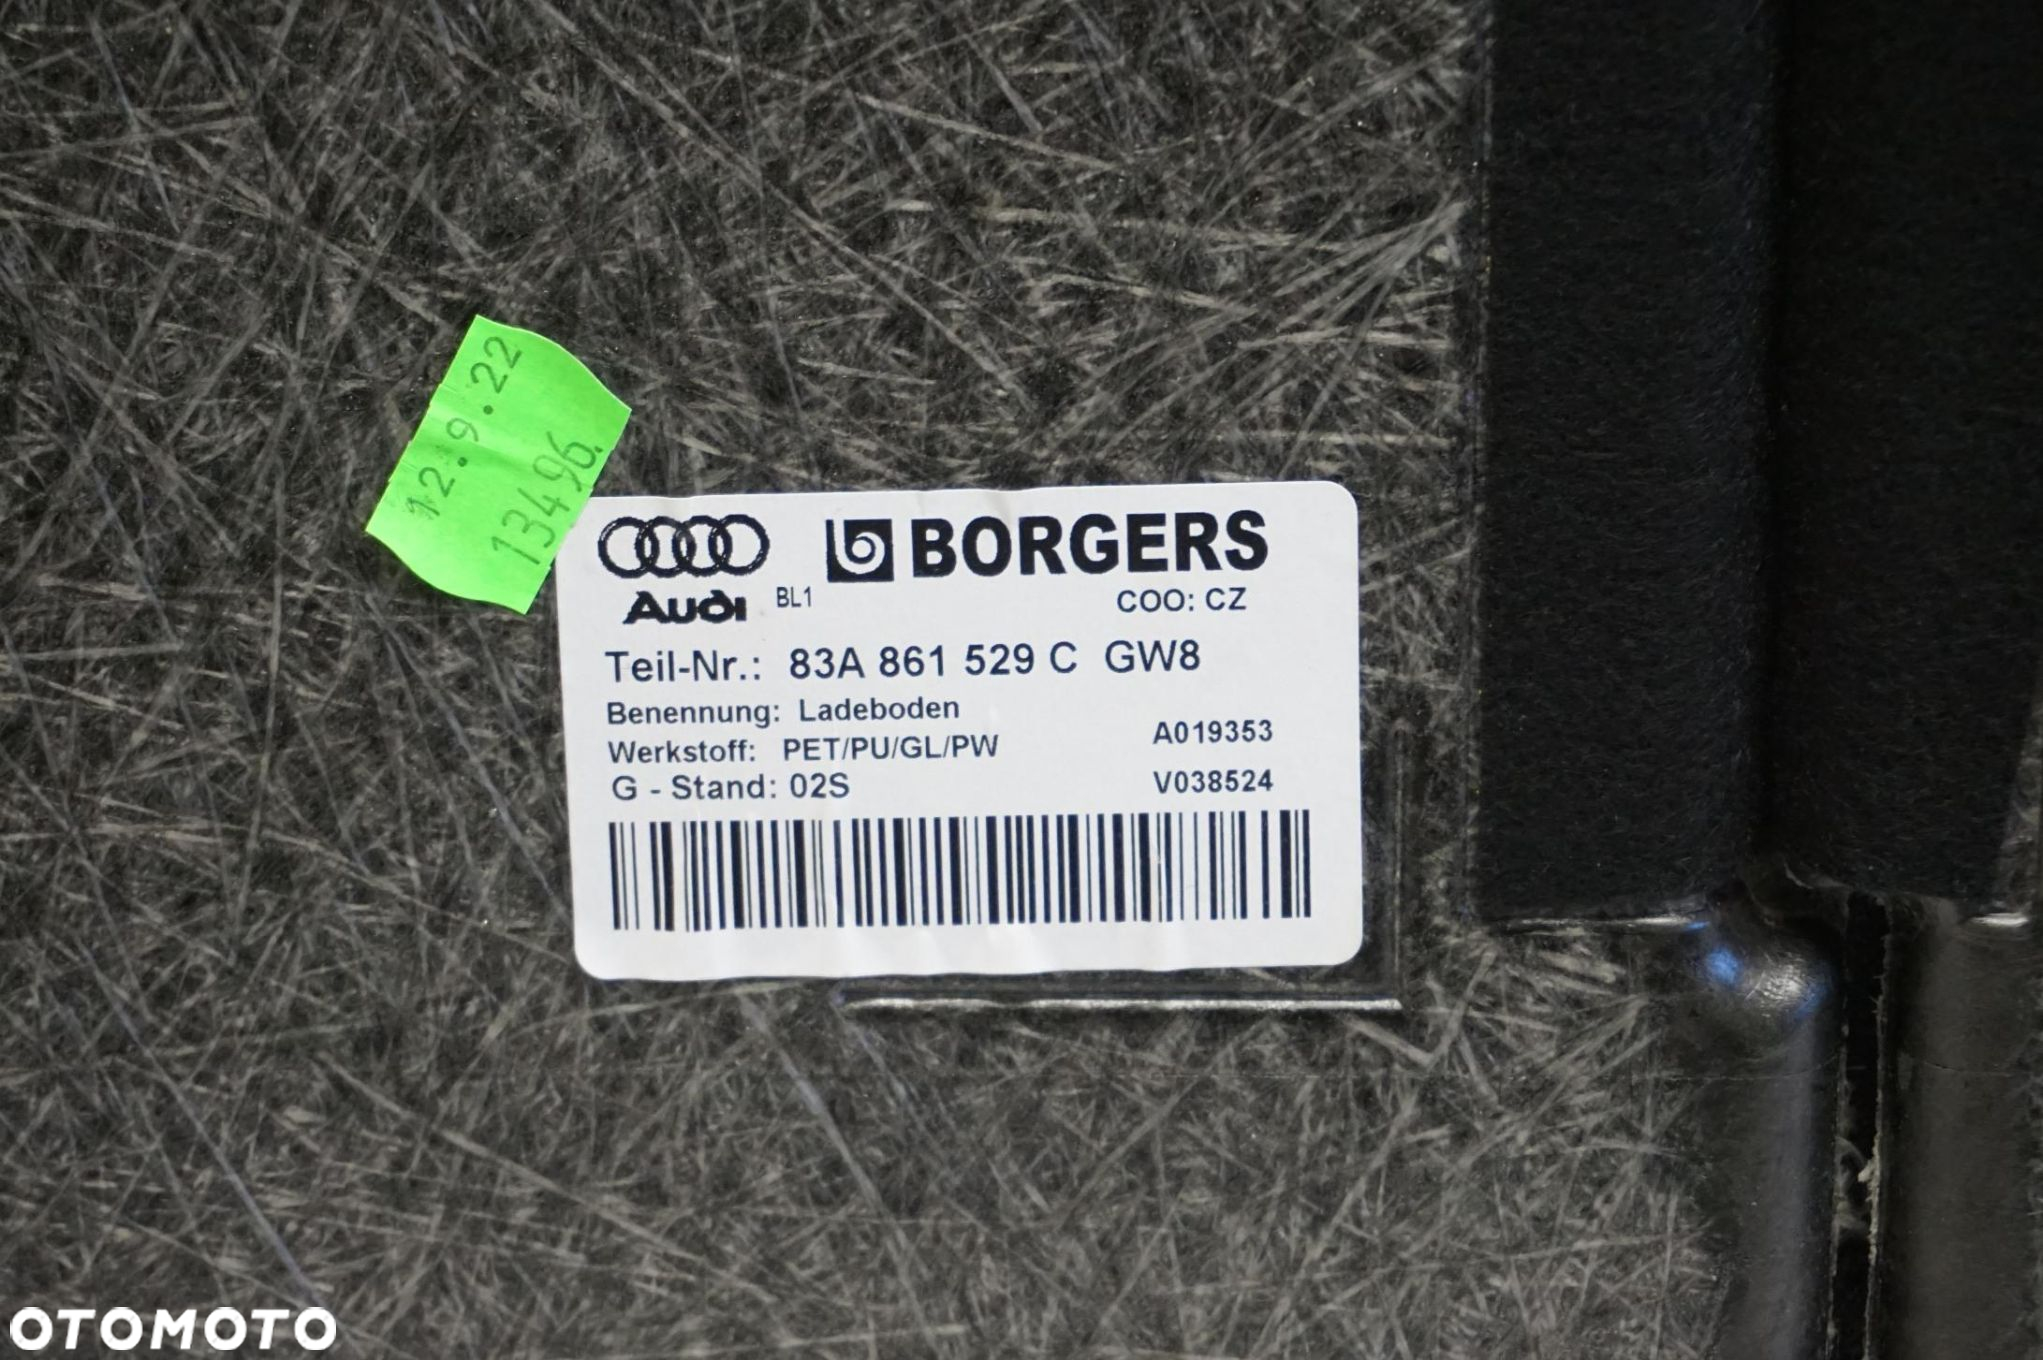 12.9.22
13496.
Audi
BL1
BORGERS
COO: CZ
Teil-Nr.: 83A 861 529 C GW8
Benennung: Ladeboden
Werkstoff: PET/PU/GL/PW
A019353
G - Stand: 02S
V038524
OTOMOTO